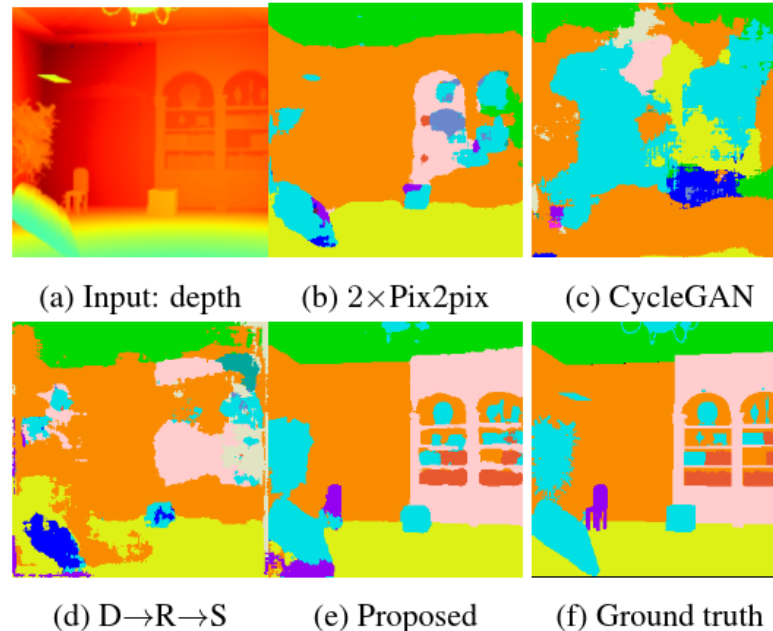 (a) Input: depth
(b) 2×Pix2pix
(c) CycleGAN
(d) D→R→S
(e) Proposed
(f) Ground truth